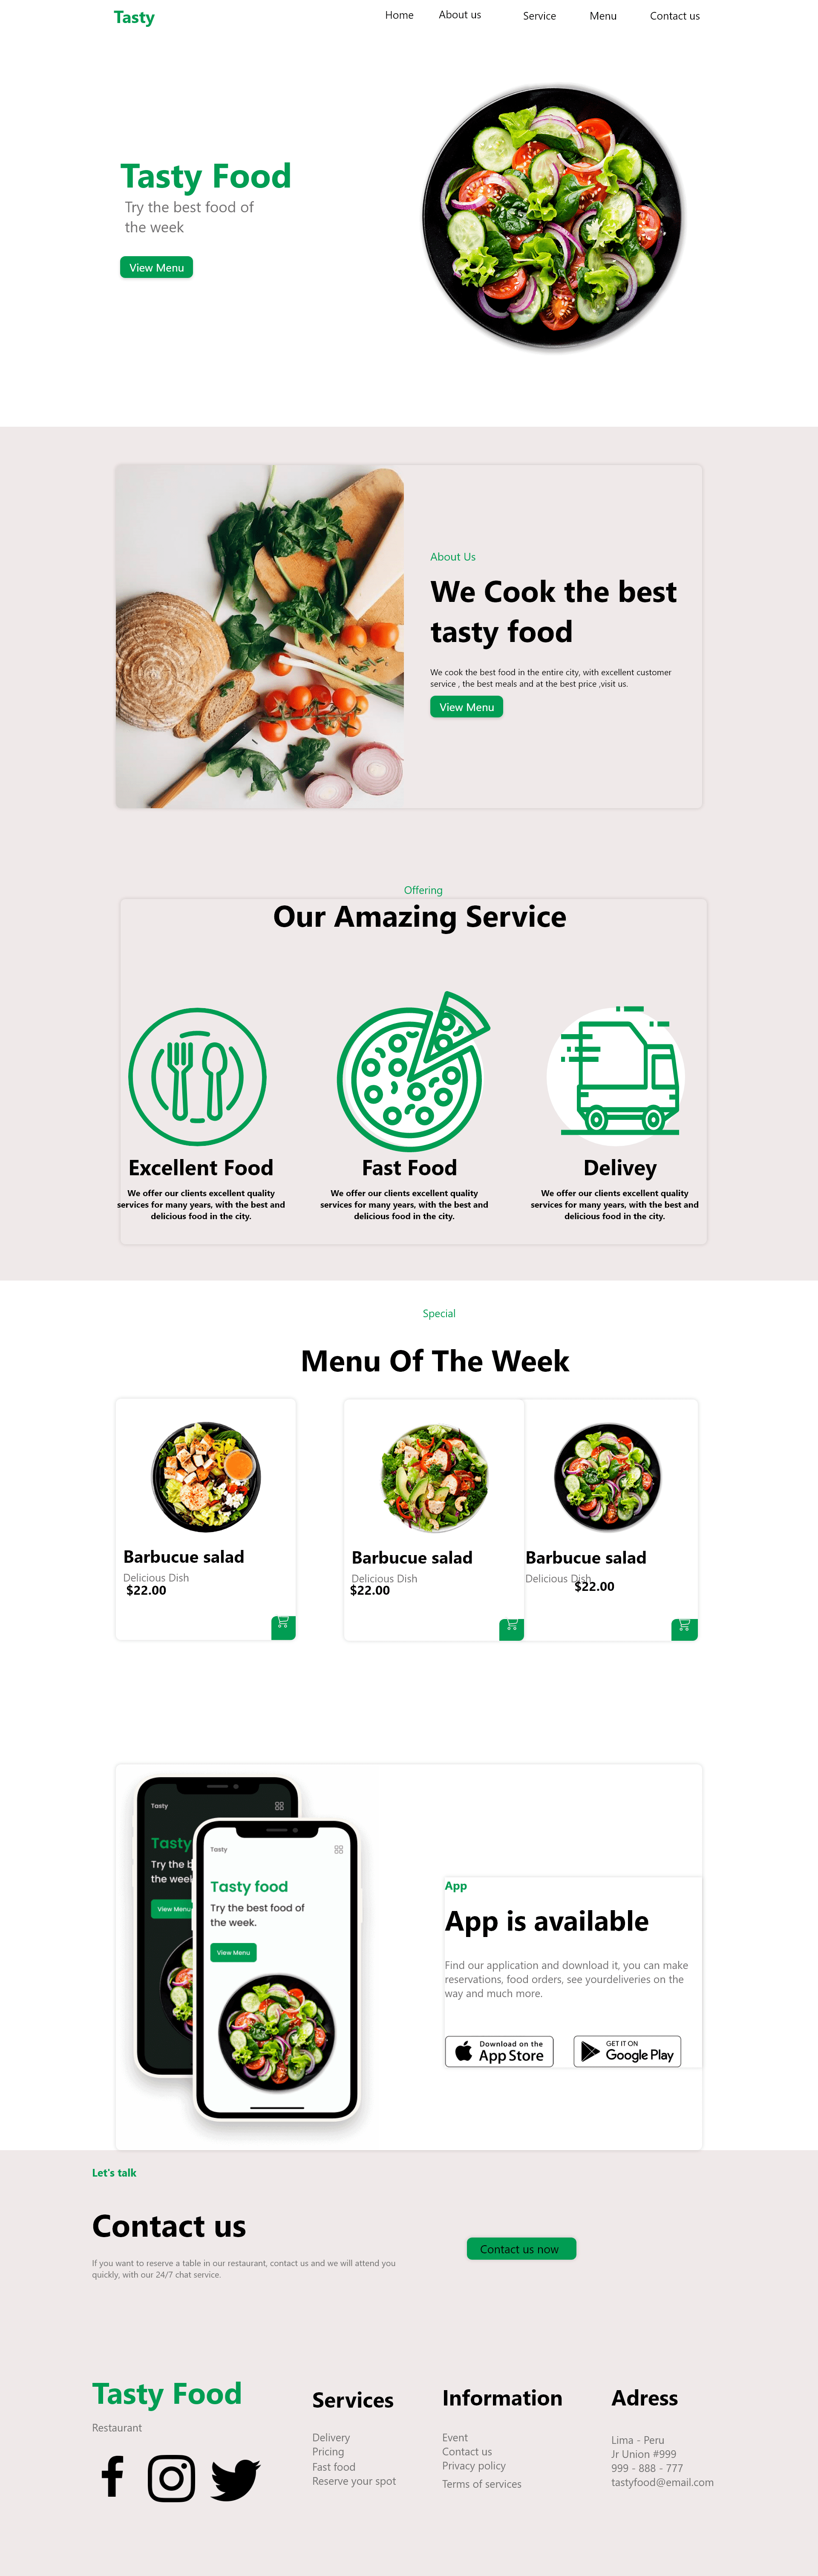 Tasty
Home
About us
Service
Menu
Contact us
Tasty Food
Try the best food of
the week
View Menu
About Us
We Cook the best
tasty food
We cook the best food in the entire city, with excellent customer
service , the best meals and at the best price ,visit us.
View Menu
Offering
Our Amazing Service
Excellent Food
We offer our clients excellent quality
services for many years, with the best and
delicious food in the city.
Fast Food
We offer our clients excellent quality
services for many years, with the best and
delicious food in the city.
Delivey
We offer our clients excellent quality
services for many years, with the best and
delicious food in the city.
Special
Menu Of The Week
Barbucue salad
Delicious Dish
$22.00
Barbucue salad
Delicious Dish
$22.00
Barbucue salad
Delicious Dish
$22.00
Tasty
Tasty
Try the b
the wee
View Menu
Tasty
Tasty food
Try the best food of
the week.
View Menu
App
App is available
Find our application and download it, you can make
reservations, food orders, see yourdeliveries on the
way and much more.
Download on the
App Store
GET IT ON
Google Play
Let's talk
Contact us
If you want to reserve a table in our restaurant, contact us and we will attend you
quickly, with our 24/7 chat service.
Contact us now
Tasty Food
Restaurant
Services
Delivery
Pricing
Fast food
Reserve your spot
Information
Event
Contact us
Privacy policy
Terms of services
Adress
Lima - Peru
Jr Union #999
999 - 888 - 777
tastyfood@email.com